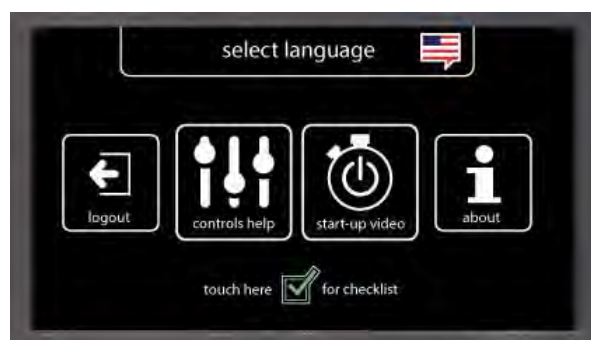 select language
logout
controls help
start-up video
about
touch here for checklist